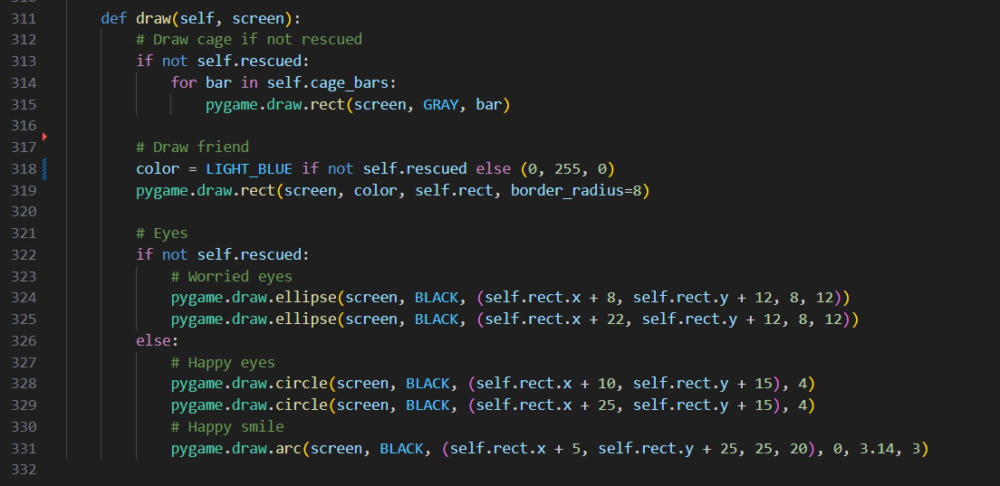 311 def draw(self, screen):
312 # Draw cage if not rescued
313 if not self.rescued:
314 for bar in self.cage_bars:
315 pygame.draw.rect(screen, GRAY, bar)
316
317 # Draw friend
318 color = LIGHT_BLUE if not self.rescued else (0, 255, 0)
319 pygame.draw.rect(screen, color, self.rect, border_radius=8)
320
321 # Eyes
322 if not self.rescued:
323 # Worried eyes
324 pygame.draw.ellipse(screen, BLACK, (self.rect.x + 8, self.rect.y + 12, 8, 12))
325 pygame.draw.ellipse(screen, BLACK, (self.rect.x + 22, self.rect.y + 12, 8, 12))
326 else:
327 # Happy eyes
328 pygame.draw.circle(screen, BLACK, (self.rect.x + 10, self.rect.y + 15), 4)
329 pygame.draw.circle(screen, BLACK, (self.rect.x + 25, self.rect.y + 15), 4)
330 # Happy smile
331 pygame.draw.arc(screen, BLACK, (self.rect.x + 5, self.rect.y + 25, 25, 20), 0, 3.14, 3)
332